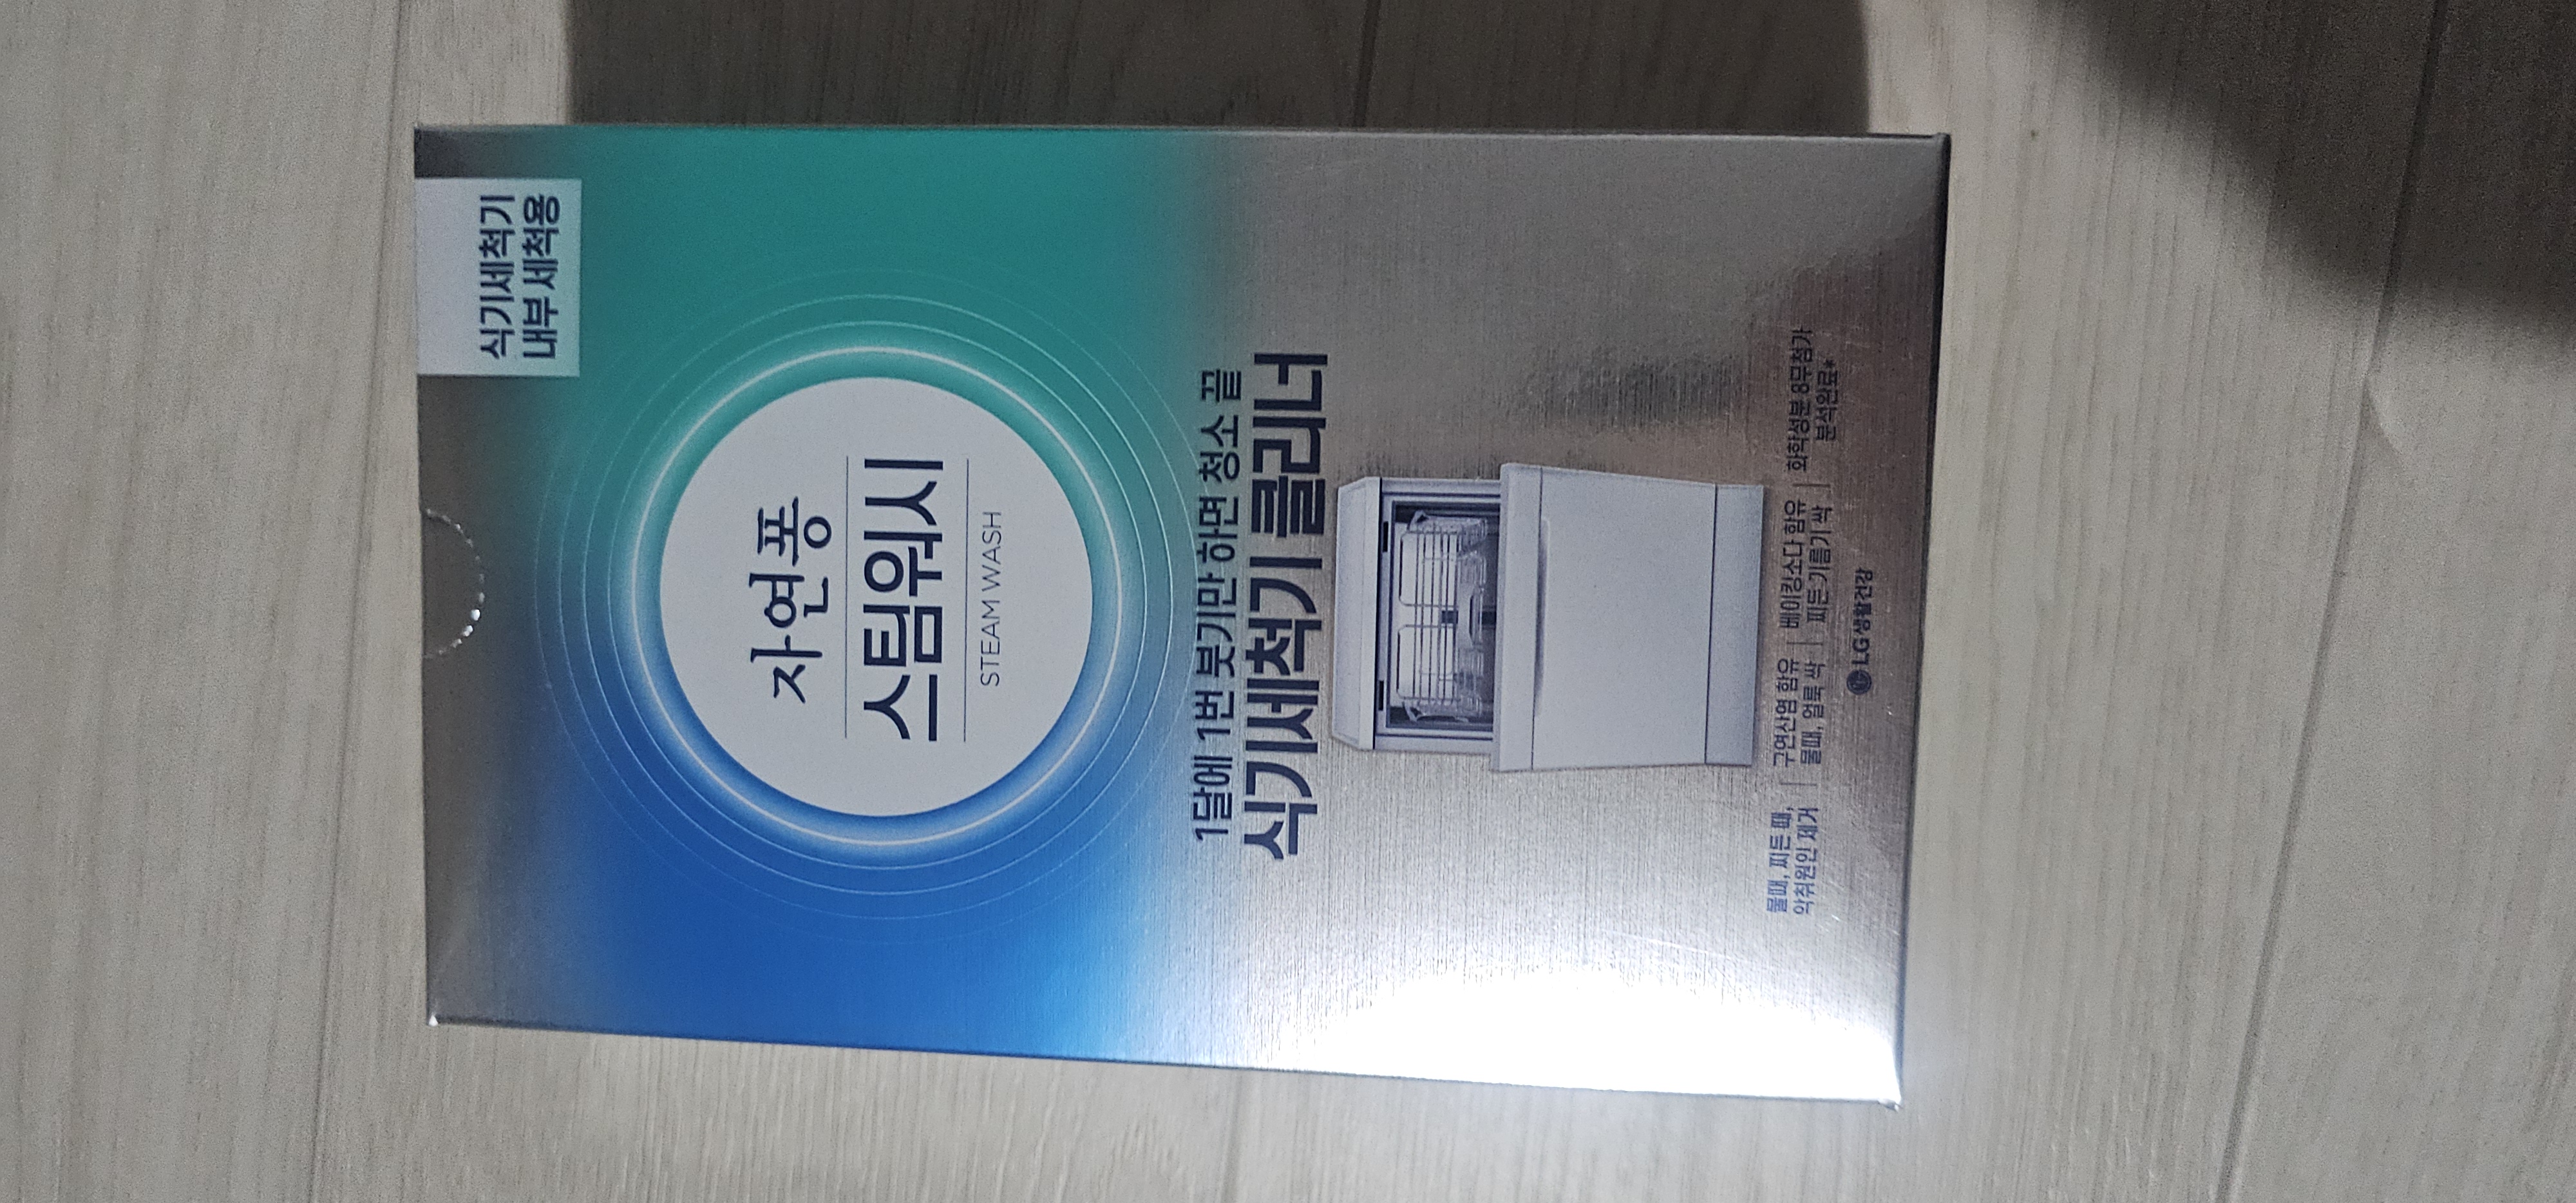 식기세척기
내부 세척용
자연퐁
스팀워시
STEAM WASH
1달에 1번 붓기만 하면 청소 끝
식기세척기 클리너
물때, 찌든 때,
악취원인 제거
구연산염 함유
물때, 얼룩 싹
베이킹소다 함유
찌든기름기 싹
화학성분 8무첨가
분석완료*
LG생활건강